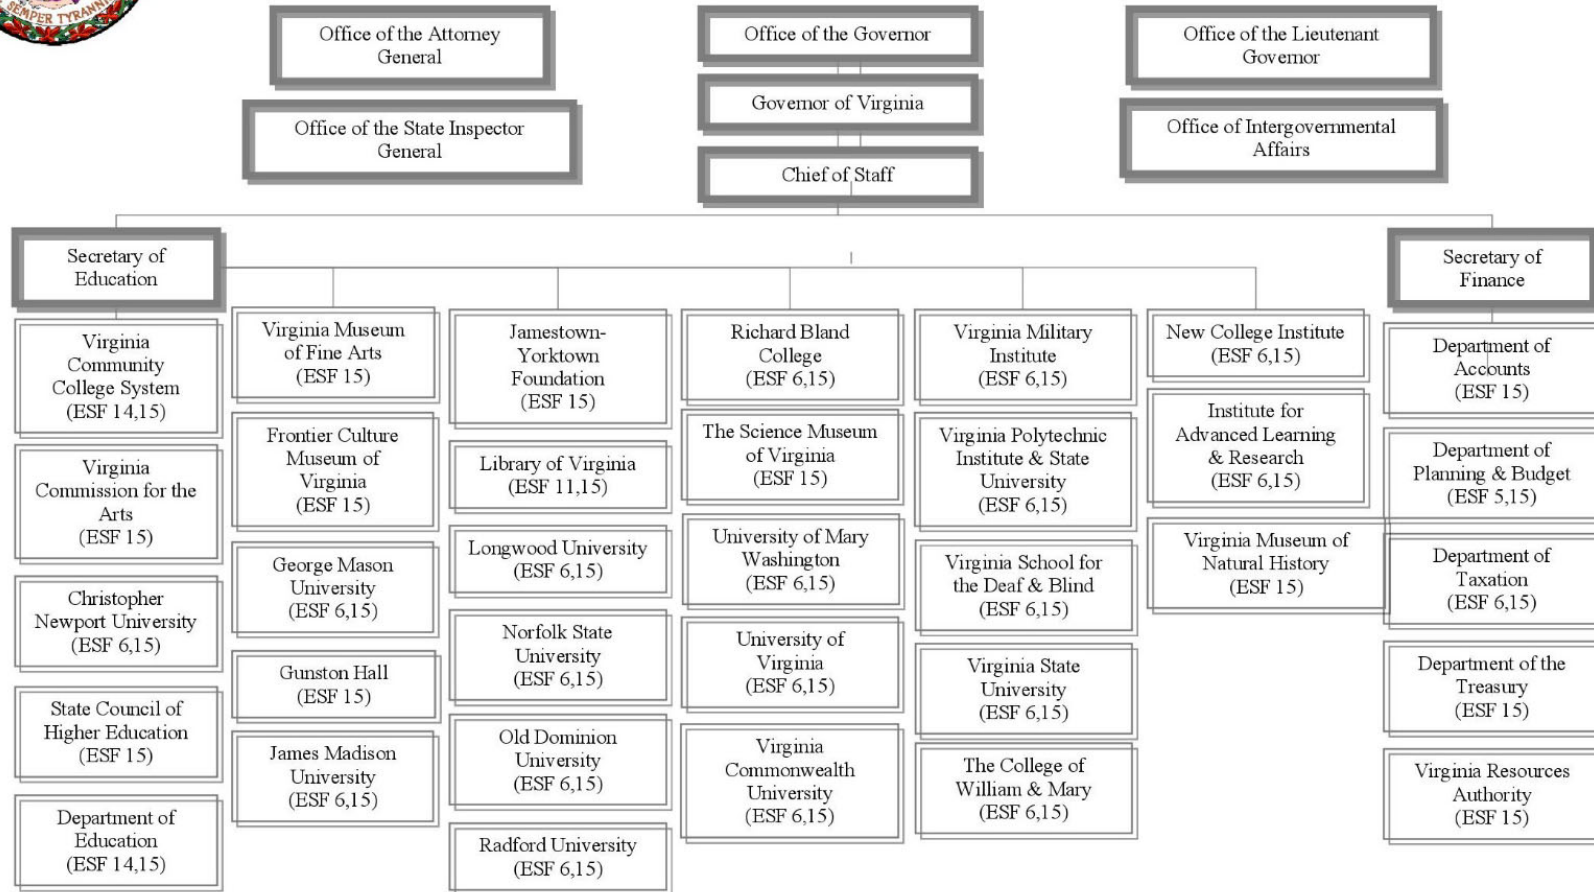 SEMPER TYRANNI
Office of the Attorney
General
Office of the Governor
Office of the Lieutenant
Governor
Office of the State Inspector
General
Governor of Virginia
Office of Intergovernmental
Affairs
Chief of Staff
Secretary of
Education
Virginia
Community
College System
(ESF 14,15)
Virginia
Commission for the
Arts
(ESF 15)
Christopher
Newport University
(ESF 6,15)
State Council of
Higher Education
(ESF 15)
Department of
Education
(ESF 14,15)
Virginia Museum
of Fine Arts
(ESF 15)
Frontier Culture
Museum of
Virginia
(ESF 15)
George Mason
University
(ESF 6,15)
Gunston Hall
(ESF 15)
James Madison
University
(ESF 6,15)
Jamestown-
Yorktown
Foundation
(ESF 15)
Library of Virginia
(ESF 11,15)
Longwood University
(ESF 6,15)
Norfolk State
University
(ESF 6,15)
Old Dominion
University
(ESF 6,15)
Radford University
(ESF 6,15)
Richard Bland
College
(ESF 6,15)
The Science Museum
of Virginia
(ESF 15)
University of Mary
Washington
(ESF 6,15)
University of
Virginia
(ESF 6,15)
Virginia
Commonwealth
University
(ESF 6,15)
Virginia Military
Institute
(ESF 6,15)
Virginia Polytechnic
Institute & State
University
(ESF 6,15)
Virginia School for
the Deaf & Blind
(ESF 6,15)
Virginia State
University
(ESF 6,15)
The College of
William & Mary
(ESF 6,15)
New College Institute
(ESF 6,15)
Institute for
Advanced Learning
& Research
(ESF 6,15)
Virginia Museum of
Natural History
(ESF 15)
Secretary of
Finance
Department of
Accounts
(ESF 15)
Department of
Planning & Budget
(ESF 5,15)
Department of
Taxation
(ESF 6,15)
Department of the
Treasury
(ESF 15)
Virginia Resources
Authority
(ESF 15)